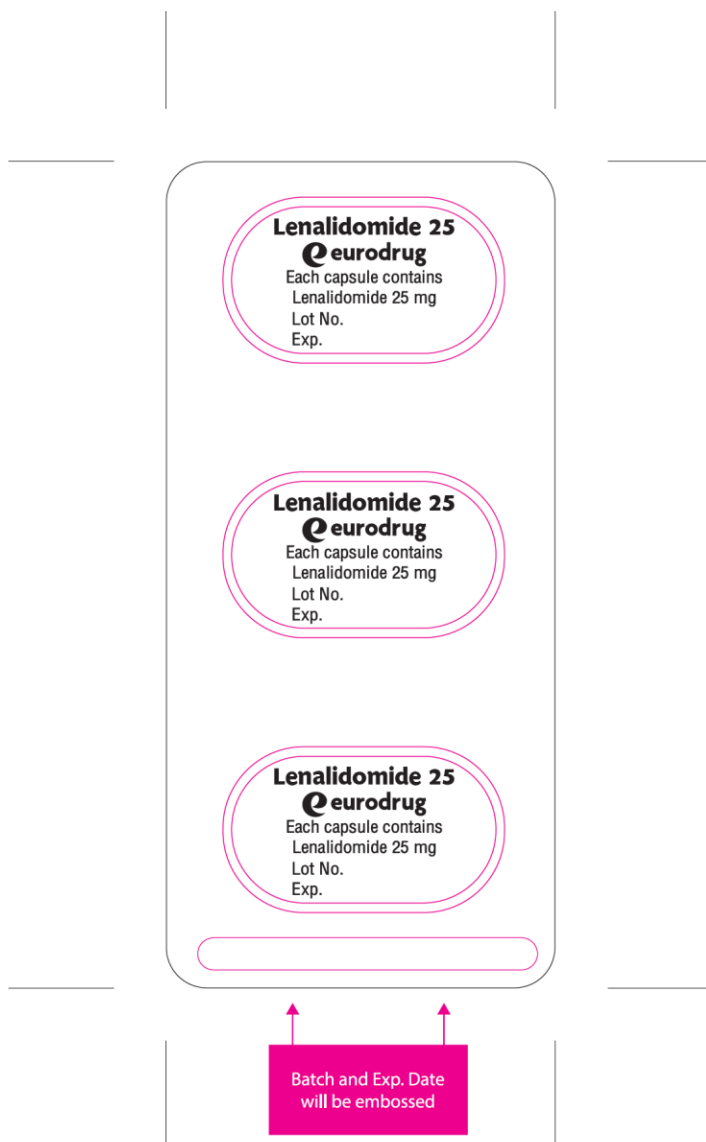 Lenalidomide 25
eurodrug
Each capsule contains
Lenalidomide 25 mg
Lot No.
Exp.
Lenalidomide 25
eurodrug
Each capsule contains
Lenalidomide 25 mg
Lot No.
Exp.
Lenalidomide 25
eurodrug
Each capsule contains
Lenalidomide 25 mg
Lot No.
Exp.
Batch and Exp. Date
will be embossed